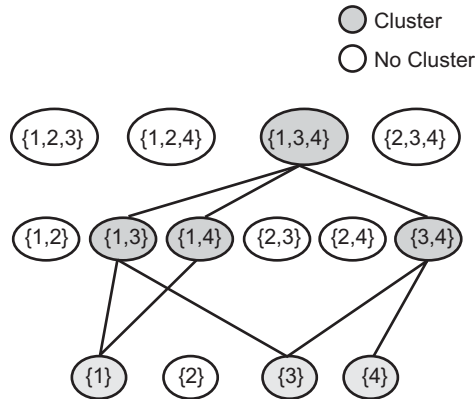 Cluster
No Cluster
{1,2,3} {1,2,4} {1,3,4} {2,3,4}
{1,2} {1,3} {1,4} {2,3} {2,4} {3,4}
{1} {2} {3} {4}